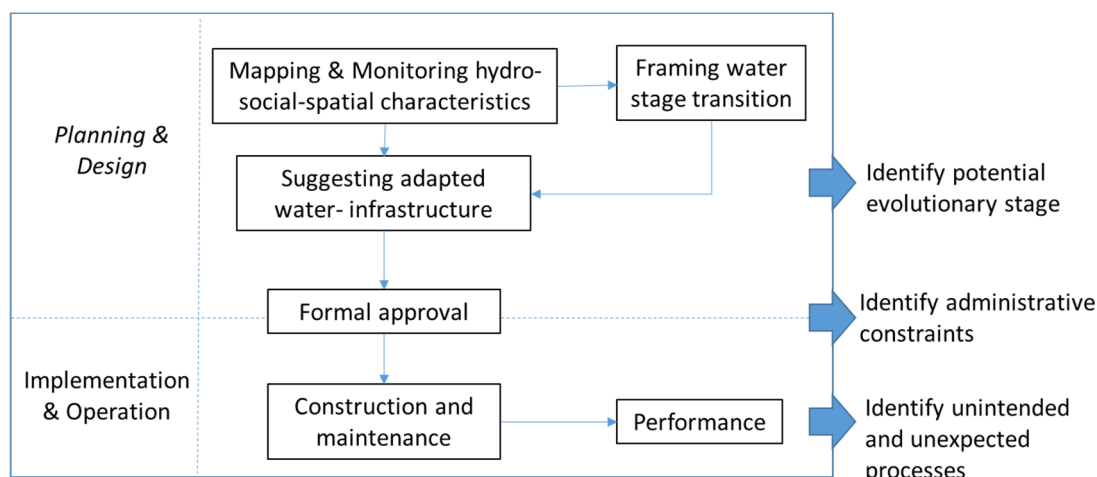 Mapping & Monitoring hydro-
social-spatial characteristics
Framing water
stage transition
Planning &
Design
Suggesting adapted
water- infrastructure
Identify potential
evolutionary stage
Formal approval
Identify administrative
constraints
Implementation
& Operation
Construction and
maintenance
Performance
Identify unintended
and unexpected
processes